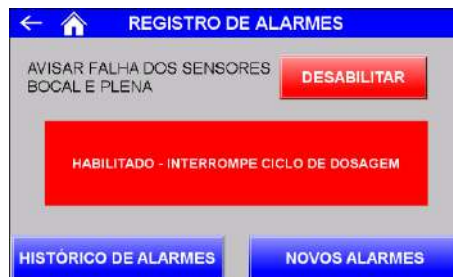 REGISTRO DE ALARMES
AVISAR FALHA DOS SENSORES
BOCAL E PLENA
DESABILITAR
HABILITADO - INTERROMPE CICLO DE DOSAGEM
HISTÓRICO DE ALARMES
NOVOS ALARMES